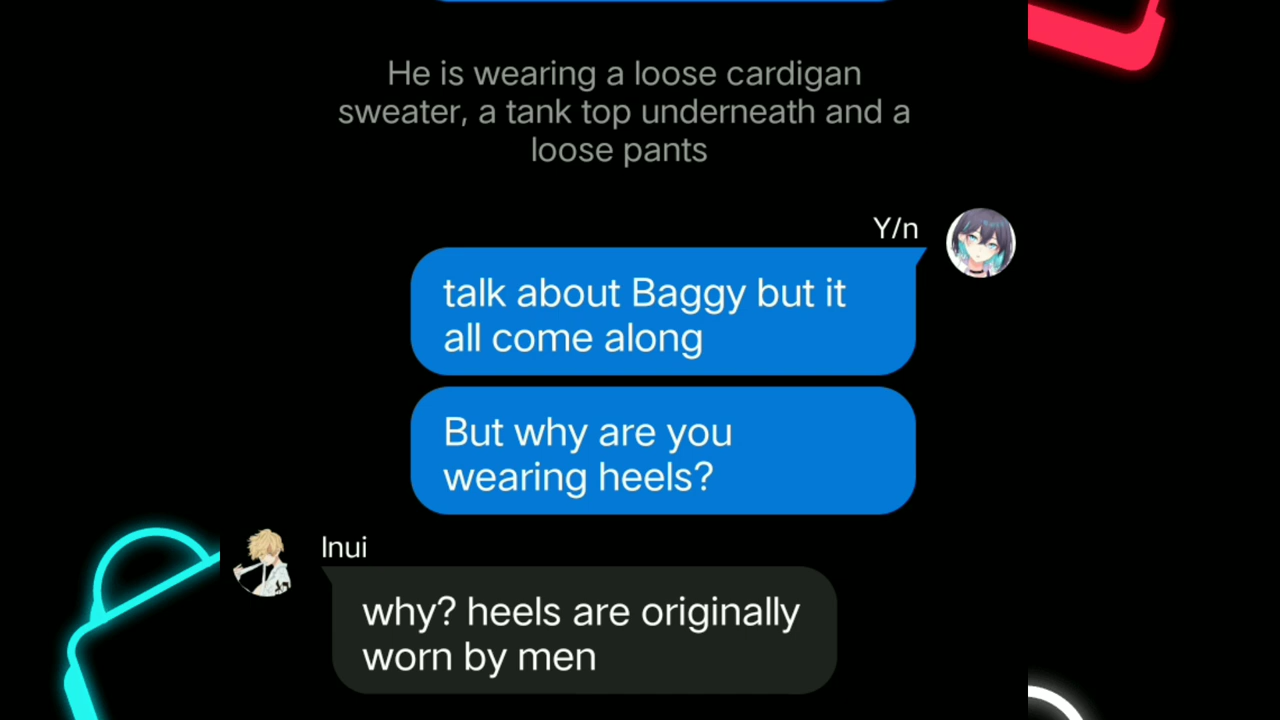 He is wearing a loose cardigan
sweater, a tank top underneath and a
loose pants
Y/n
talk about Baggy but it
all come along
But why are you
wearing heels?
Inui
why? heels are originally
worn by men